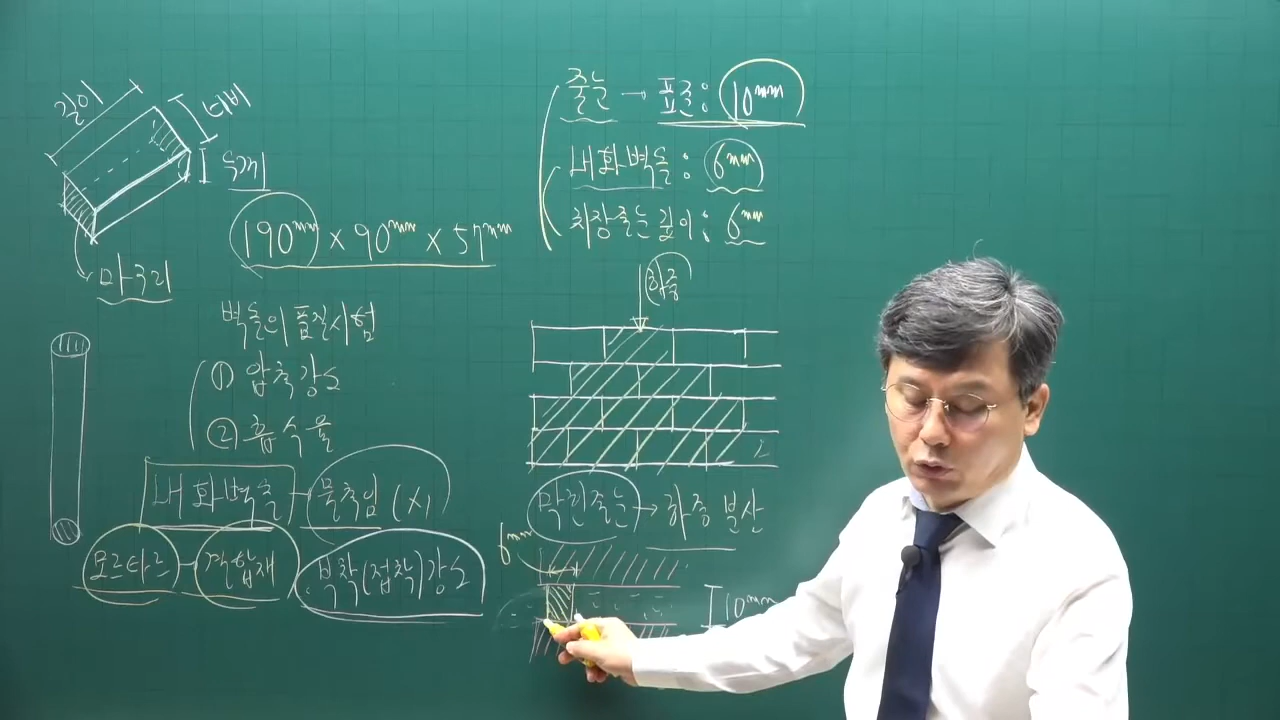 길이
너비
두께
190mm × 90mm × 57mm
마구리
벽돌의 품질시험
① 압축강도
② 흡수율
내화벽돌 - 물축임 (×)
모르타르 - 결합재 부착(접착)강도
줄눈 → 표준: 10mm
내화벽돌: 6mm
치장줄눈 깊이: 6mm
하중
막힌줄눈 → 하중 분산
6mm
10mm